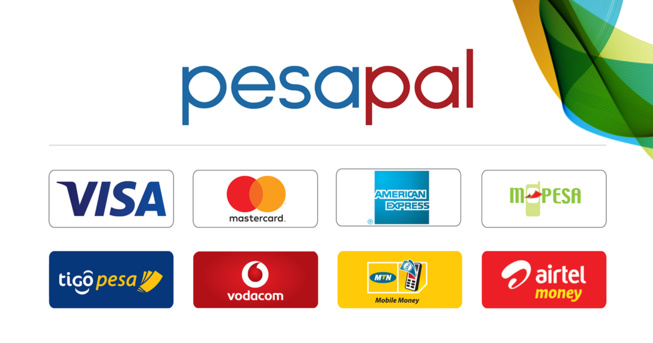 pesapal
VISA
mastercard.
AMERICAN EXPRESS
®
M-PESA
tigo pesa
vodacom
MTN
Mobile Money
airtel
money